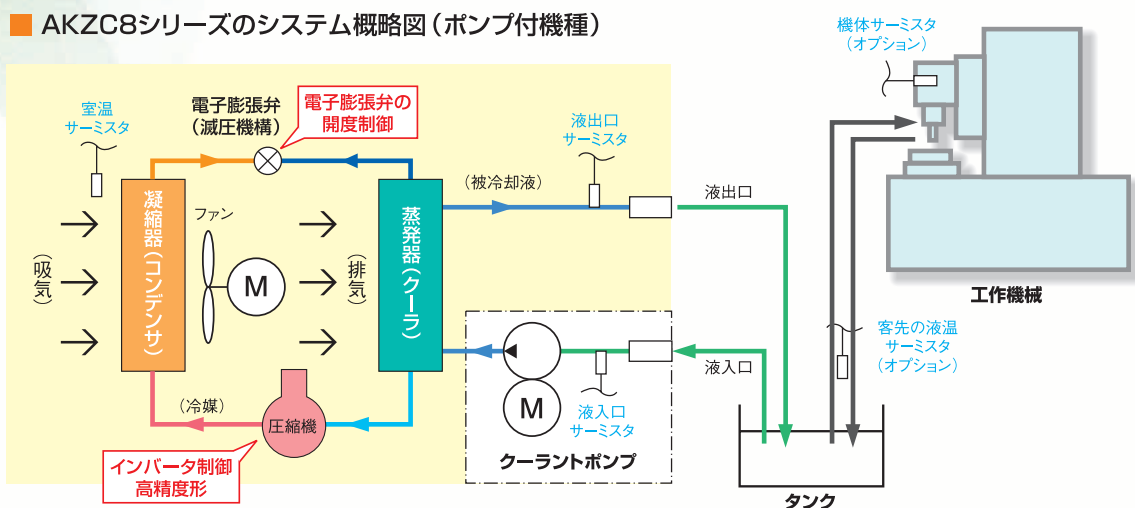 AKZC8シリーズのシステム概略図（ポンプ付機種）
機体サーミスタ
（オプション）
室温
サーミスタ
電子膨張弁
（減圧機構）
電子膨張弁の
開度制御
液出口
サーミスタ
（被冷却液）
液出口
凝縮器（コンデンサ）
ファン
蒸発器（クーラ）
（吸気）
M
（排気）
工作機械
客先の液温
サーミスタ
（オプション）
液入口
（冷媒）
圧縮機
M
液入口
サーミスタ
クーラントポンプ
インバータ制御
高精度形
タンク